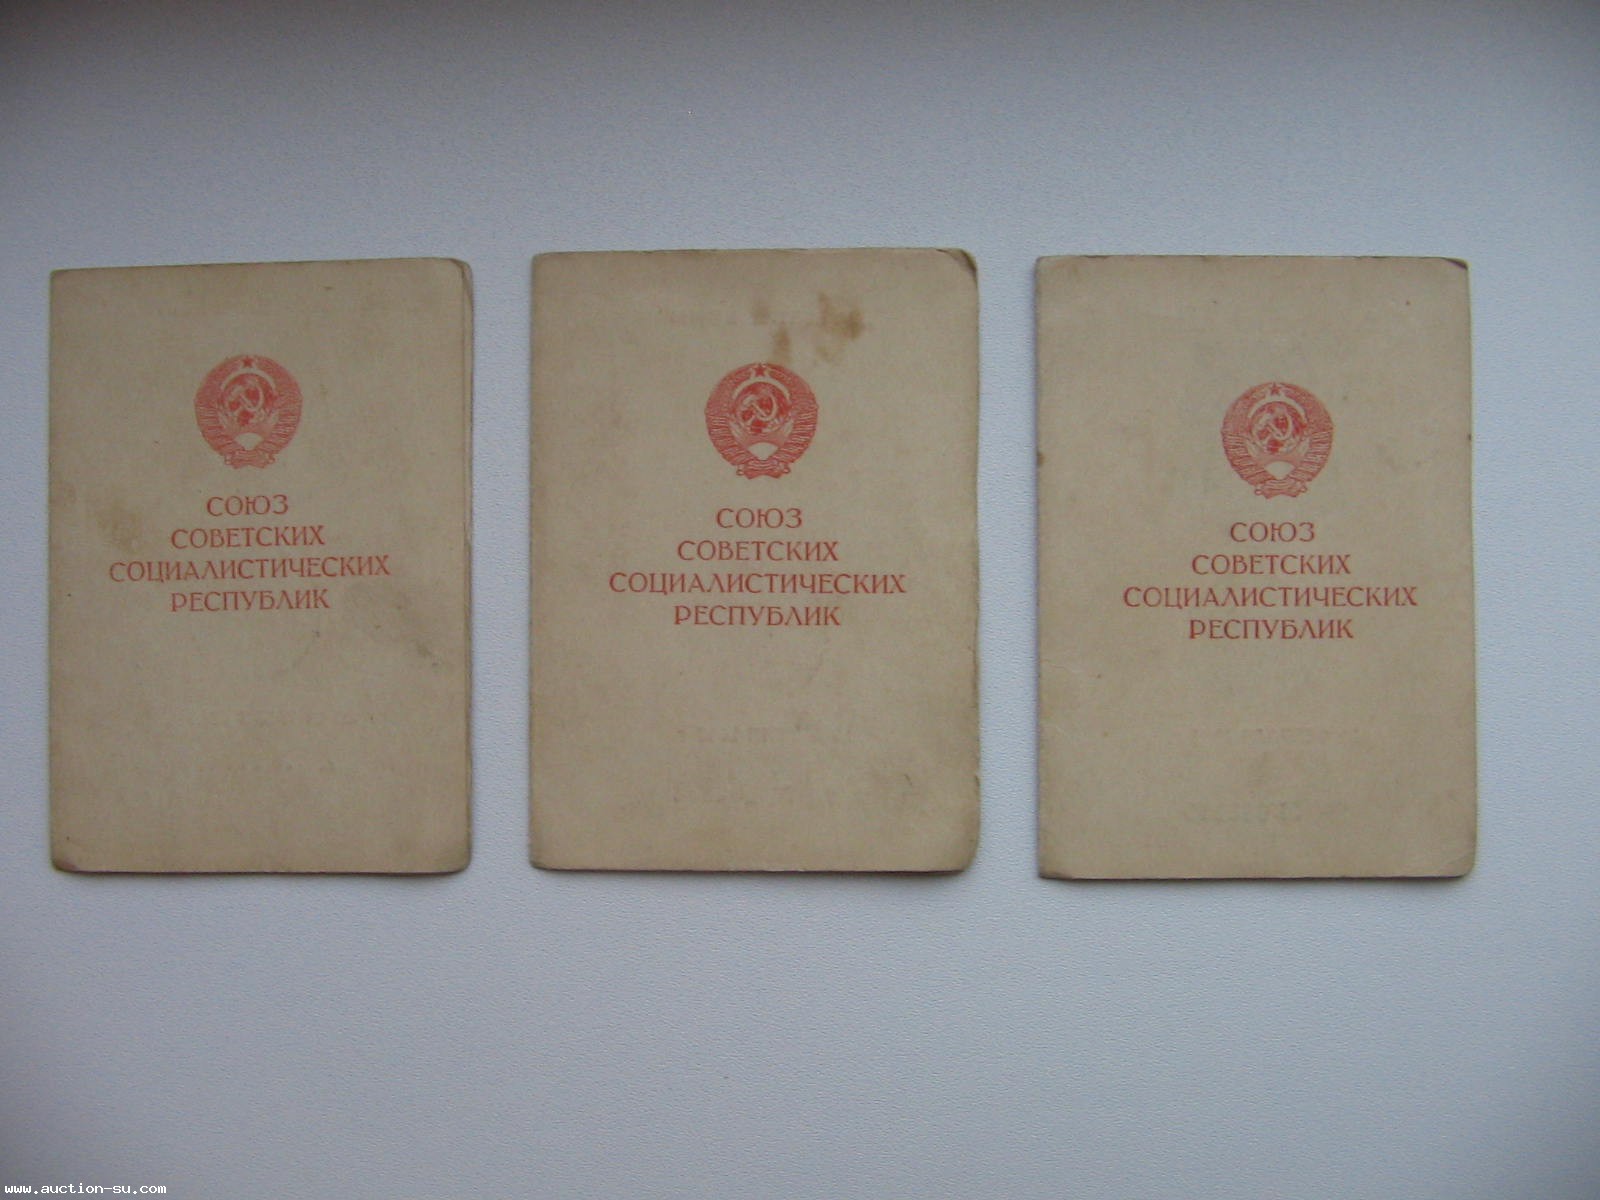 СОЮЗ
СОВЕТСКИХ
СОЦИАЛИСТИЧЕСКИХ
РЕСПУБЛИК
СОЮЗ
СОВЕТСКИХ
СОЦИАЛИСТИЧЕСКИХ
РЕСПУБЛИК
СОЮЗ
СОВЕТСКИХ
СОЦИАЛИСТИЧЕСКИХ
РЕСПУБЛИК
www.auction-su.com